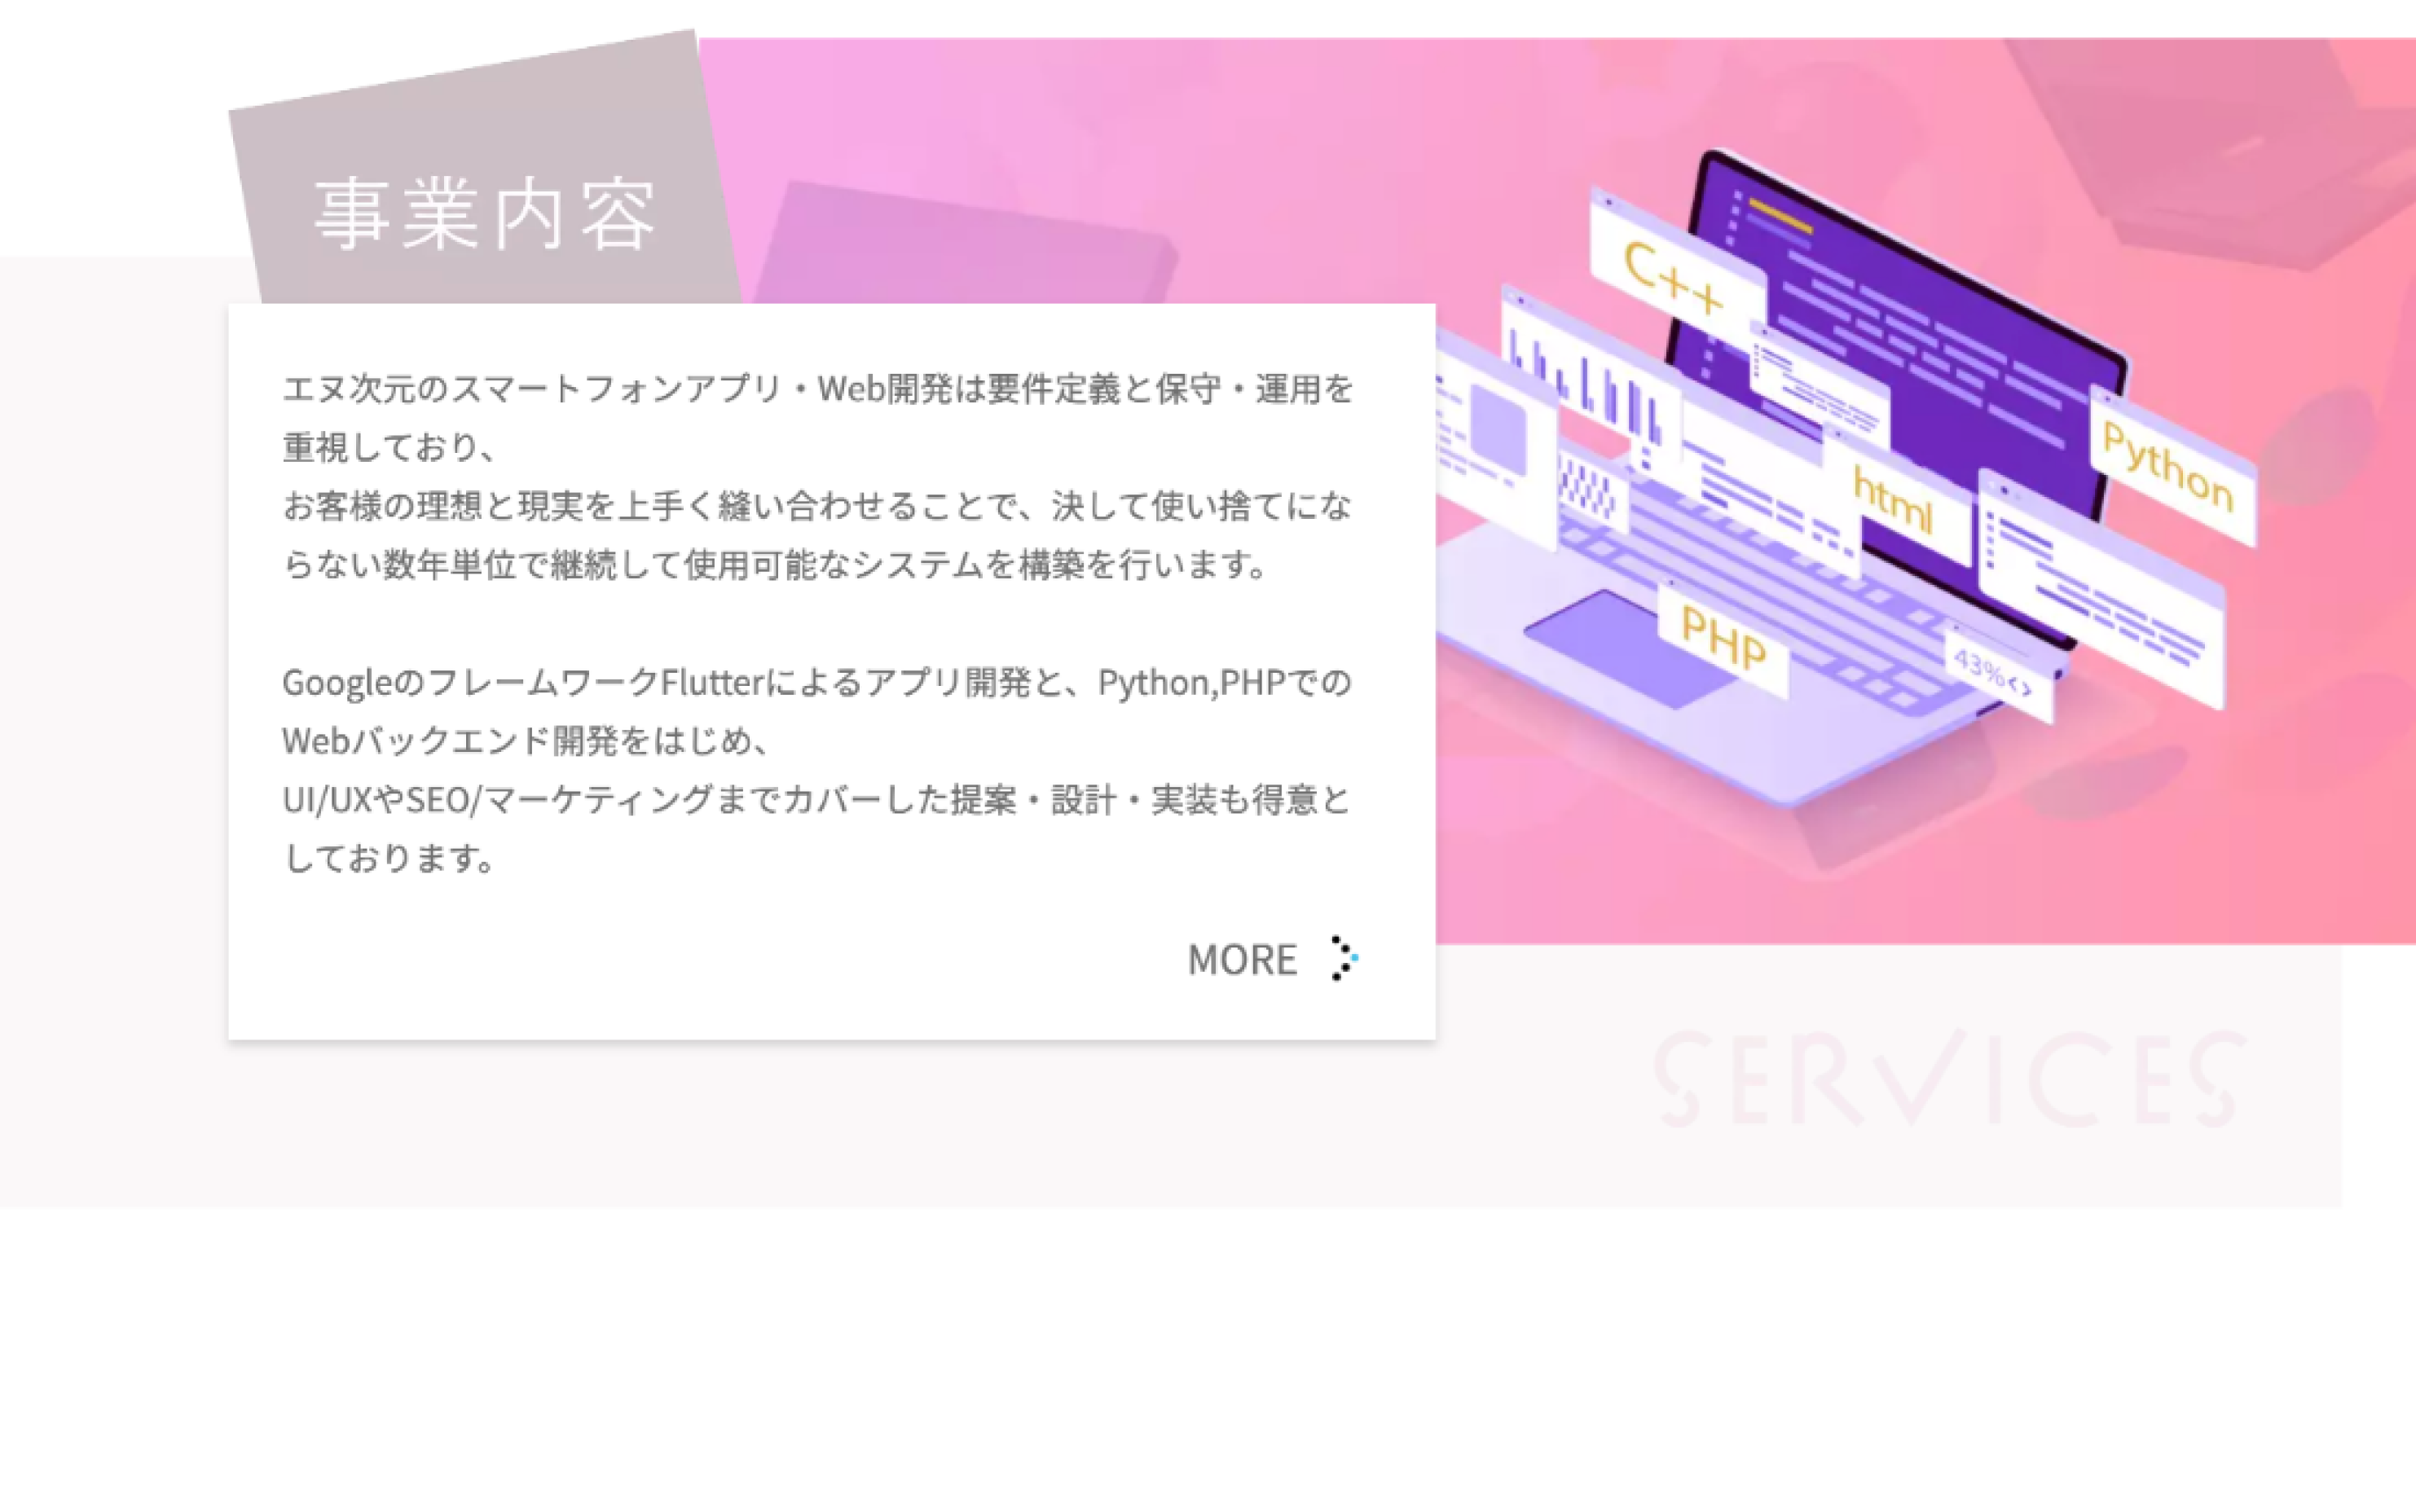 事業内容
エヌ次元のスマートフォンアプリ・Web開発は要件定義と保守・運用を
重視しており、
お客様の理想と現実を上手く縫い合わせることで、決して使い捨てにな
らない数年単位で継続して使用可能なシステムを構築を行います。
GoogleのフレームワークFlutterによるアプリ開発と、Python,PHPでの
Webバックエンド開発をはじめ、
UI/UXやSEO/マーケティングまでカバーした提案・設計・実装も得意と
しております。
MORE
C++
Python
html
PHP
43%<>
SERVICES